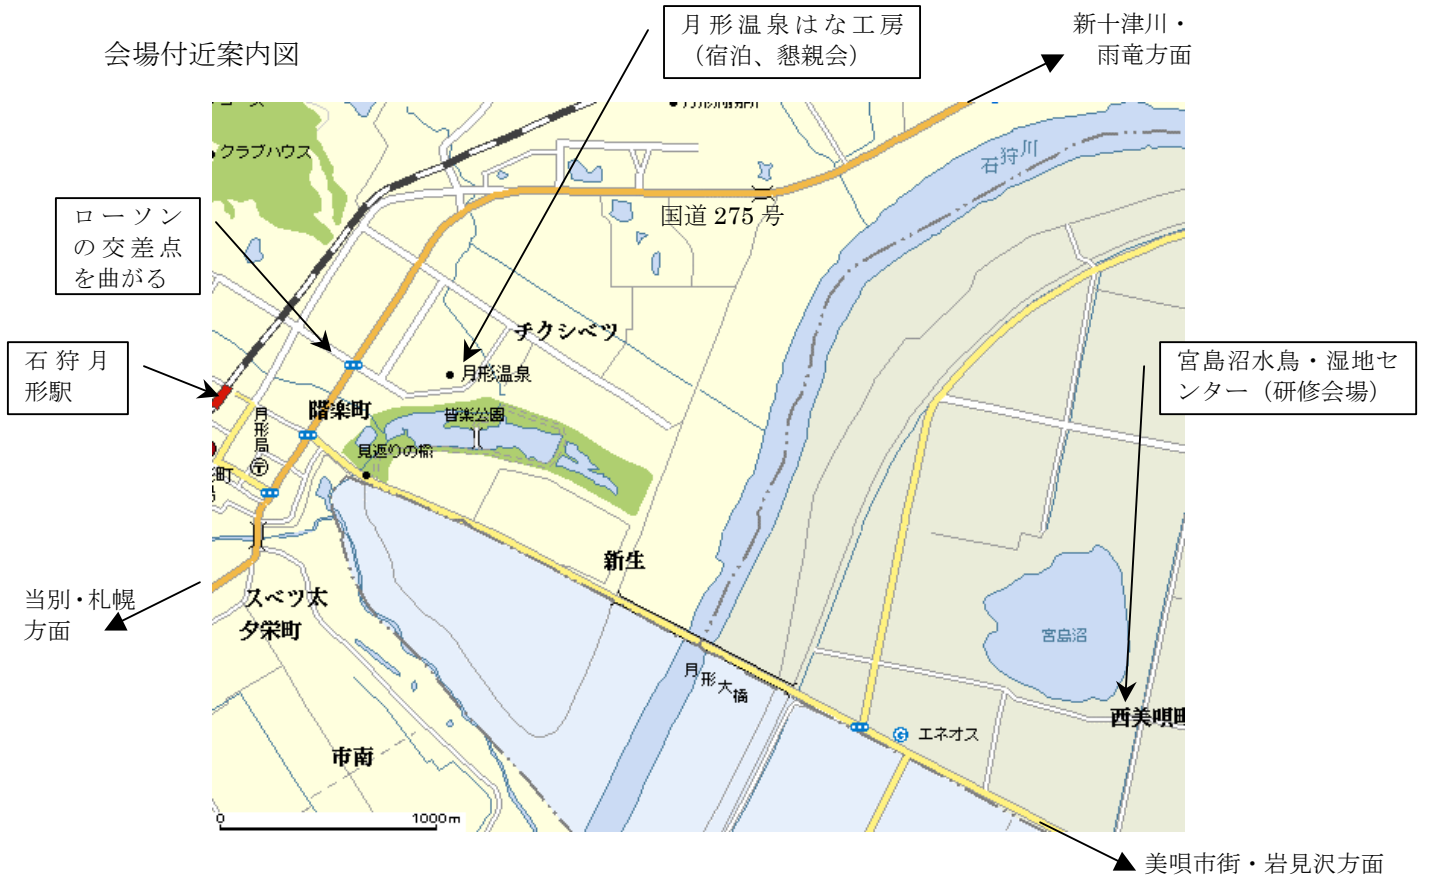 会場付近案内図
月形温泉はな工房
（宿泊、懇親会）
新十津川・
雨竜方面
クラブハウス
石狩川
国道 275 号
ローソン
の交差点
を曲がる
チクシベツ
石狩月
形駅
月形温泉
宮島沼水鳥・湿地セ
ンター（研修会場）
階楽町
皆楽公園
月形局
見返りの橋
新生
当別・札幌
方面
スベツ太
夕栄町
宮島沼
月形大橋
西美唄町
エネオス
市南
0 1000m
美唄市街・岩見沢方面